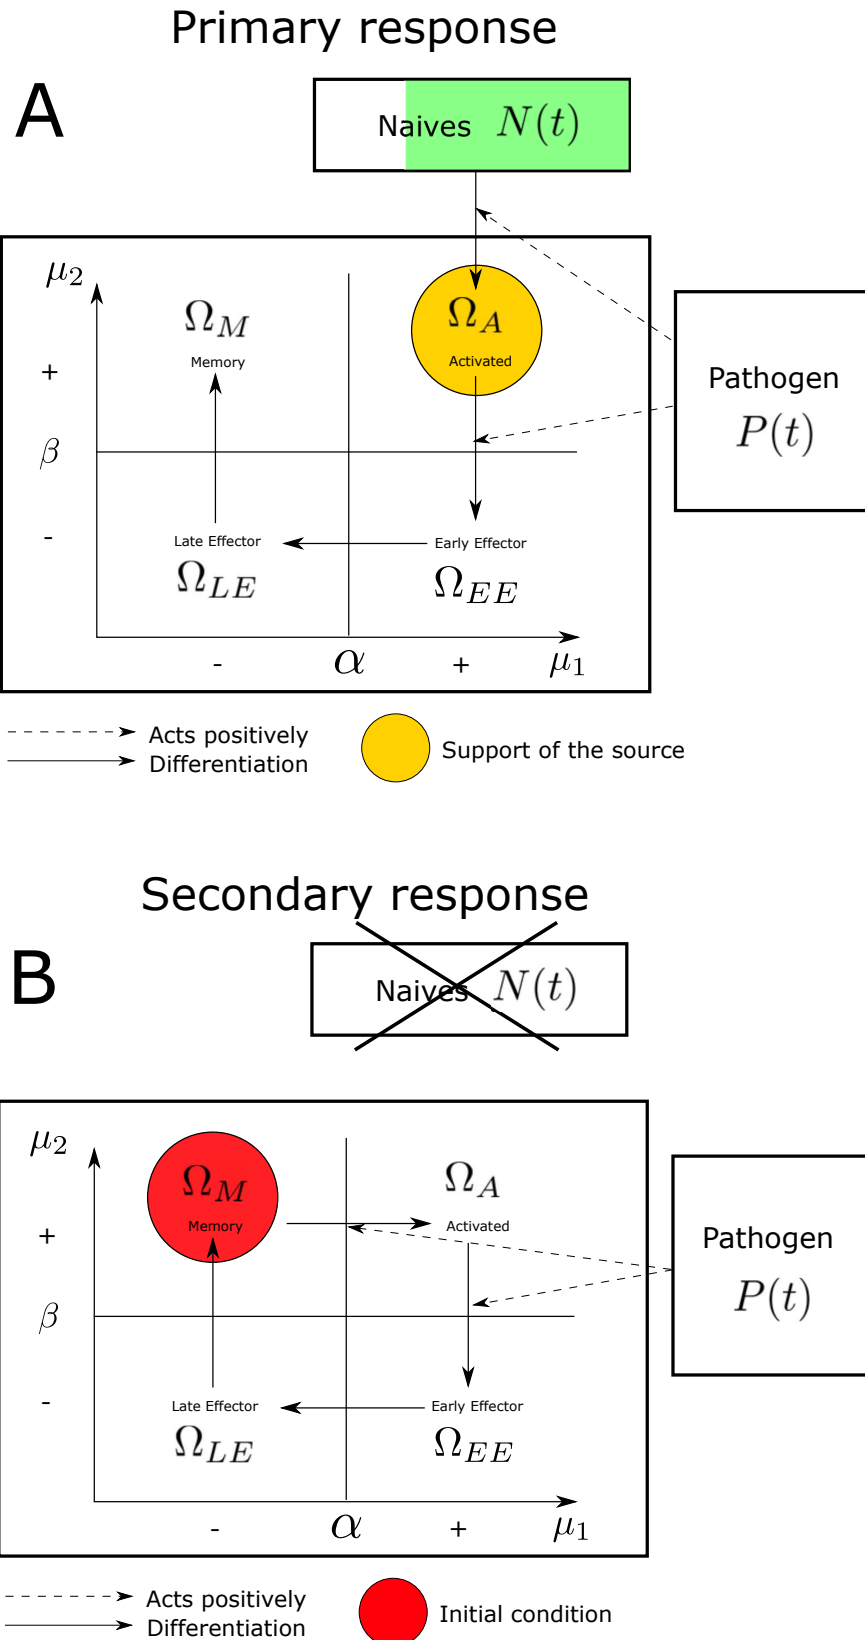 Primary response
A
Naives N(t)
μ₂
Ω_M
Ω_A
Memory
Activated
+
Pathogen
P(t)
β
-
Late Effector
Early Effector
Ω_LE
Ω_EE
- α + μ₁
Acts positively
Differentiation
Support of the source
Secondary response
B
Naives N(t)
μ₂
Ω_M
Ω_A
Memory
Activated
+
Pathogen
P(t)
β
-
Late Effector
Early Effector
Ω_LE
Ω_EE
- α + μ₁
Acts positively
Differentiation
Initial condition